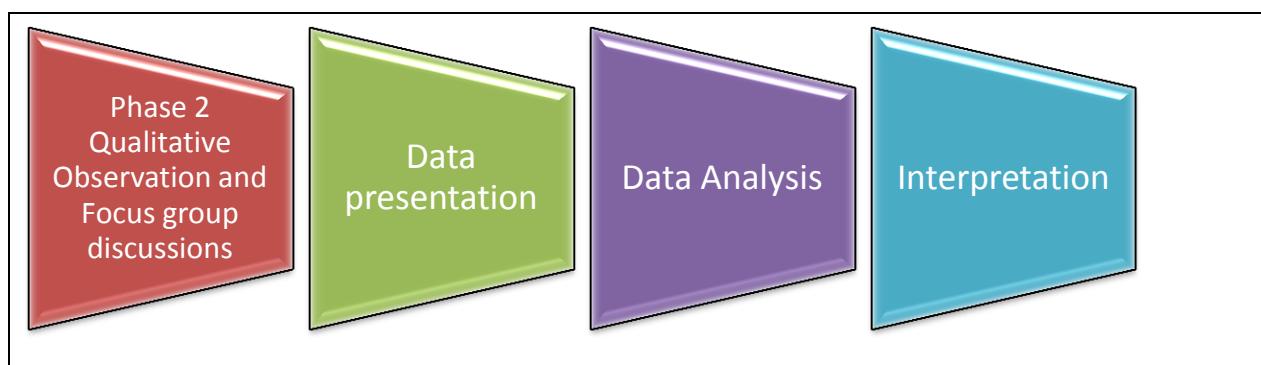 Phase 2
Qualitative
Observation and
Focus group
discussions
Data
presentation
Data Analysis
Interpretation